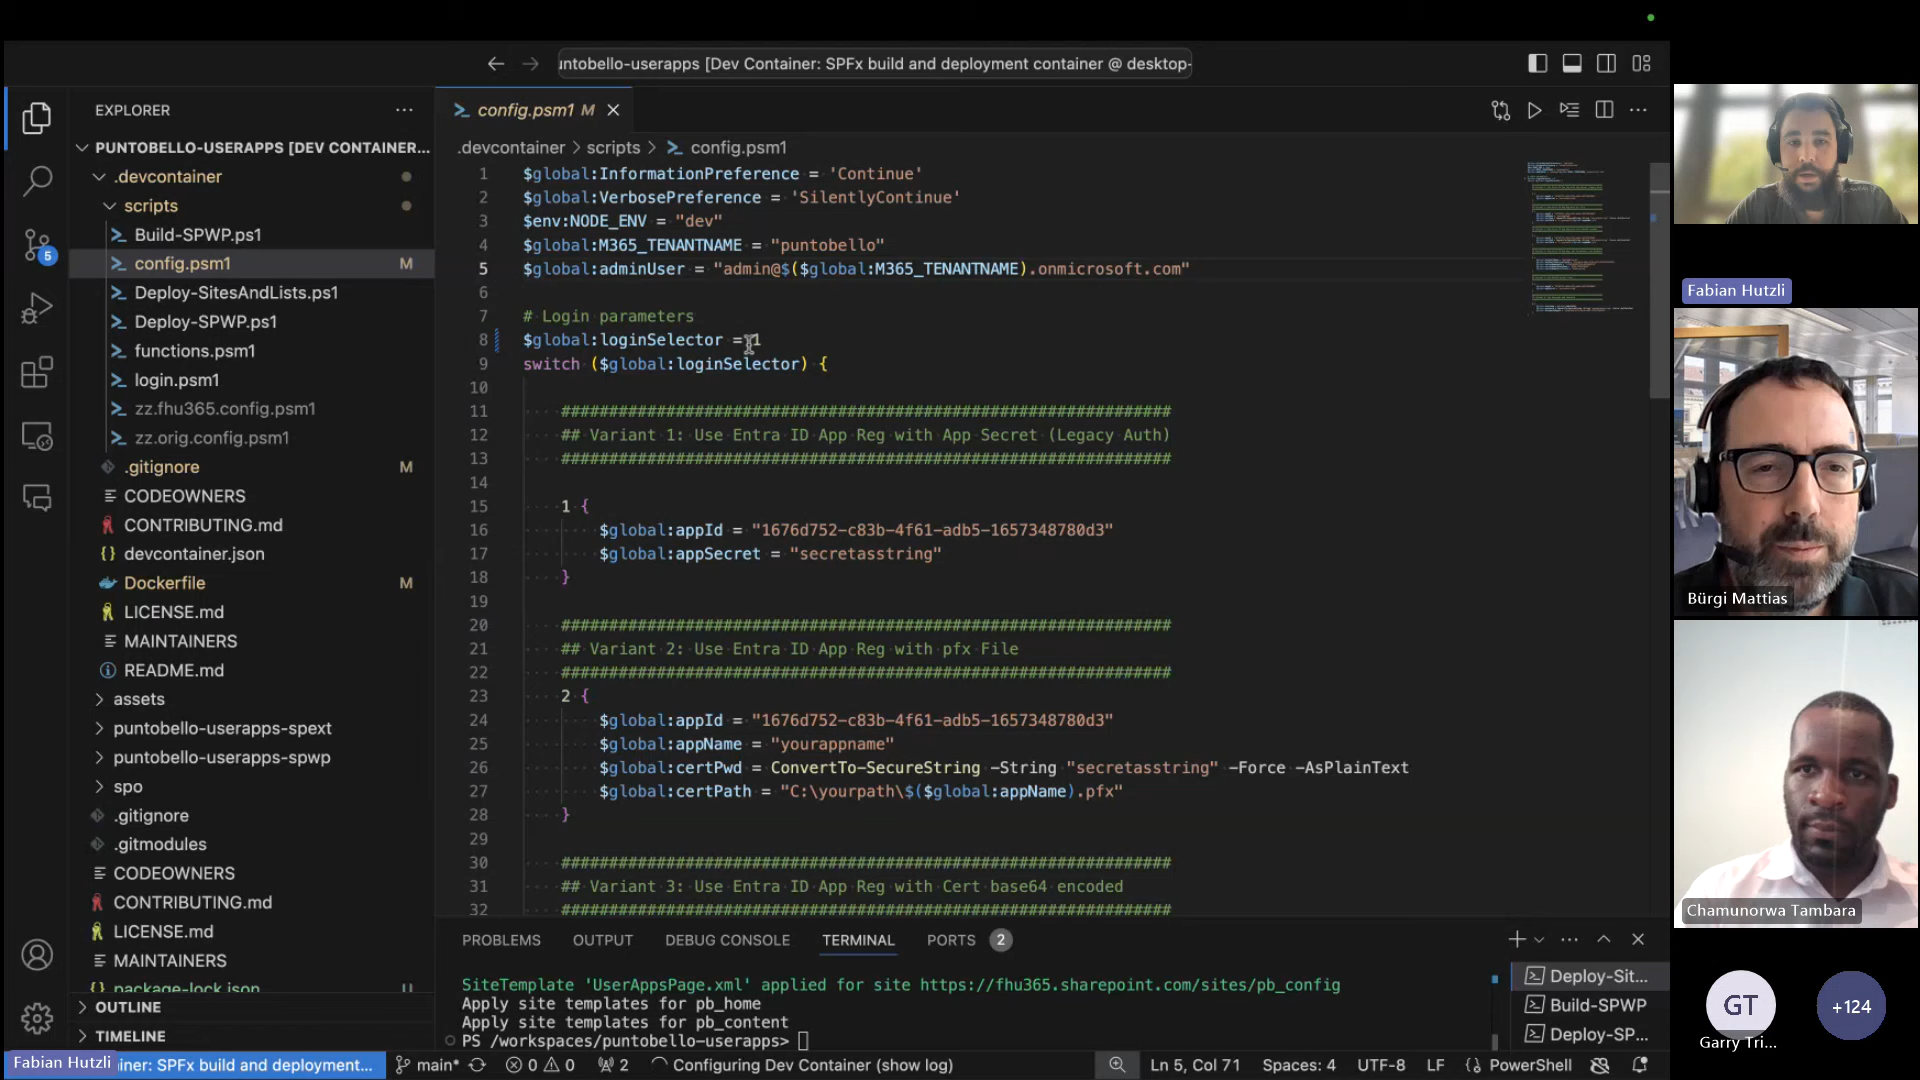 untobello-userapps [Dev Container: SPFx build and deployment container @ desktop-
EXPLORER
PUNTOBELLO-USERAPPS [DEV CONTAINER...
.devcontainer
scripts
Build-SPWP.ps1
config.psm1 M
Deploy-SitesAndLists.ps1
Deploy-SPWP.ps1
functions.psm1
login.psm1
zz.fhu365.config.psm1
zz.orig.config.psm1
.gitignore M
CODEOWNERS
CONTRIBUTING.md
devcontainer.json
Dockerfile M
LICENSE.md
MAINTAINERS
README.md
assets
puntobello-userapps-spext
puntobello-userapps-spwp
spo
.gitignore
.gitmodules
CODEOWNERS
CONTRIBUTING.md
LICENSE.md
MAINTAINERS
package-lock.json U
OUTLINE
TIMELINE
5
config.psm1 M
.devcontainer > scripts > config.psm1
1 $global:InformationPreference = 'Continue'
2 $global:VerbosePreference = 'SilentlyContinue'
3 $env:NODE_ENV = "dev"
4 $global:M365_TENANTNAME = "puntobello"
5 $global:adminUser = "admin@$($global:M365_TENANTNAME).onmicrosoft.com"
6
7 # Login parameters
8 $global:loginSelector = 1
9 switch ($global:loginSelector) {
10
11 ################################################################
12 ## Variant 1: Use Entra ID App Reg with App Secret (Legacy Auth)
13 ################################################################
14
15 1 {
16 $global:appId = "1676d752-c83b-4f61-adb5-1657348780d3"
17 $global:appSecret = "secretasstring"
18 }
19
20 ################################################################
21 ## Variant 2: Use Entra ID App Reg with pfx File
22 ################################################################
23 2 {
24 $global:appId = "1676d752-c83b-4f61-adb5-1657348780d3"
25 $global:appName = "yourappname"
26 $global:certPwd = ConvertTo-SecureString -String "secretasstring" -Force -AsPlainText
27 $global:certPath = "C:\yourpath\$($global:appName).pfx"
28 }
29
30 ################################################################
31 ## Variant 3: Use Entra ID App Reg with Cert base64 encoded
32 ################################################################
PROBLEMS OUTPUT DEBUG CONSOLE TERMINAL PORTS 2
SiteTemplate 'UserAppsPage.xml' applied for site https://fhu365.sharepoint.com/sites/pb_config
Apply site templates for pb_home
Apply site templates for pb_content
PS /workspaces/puntobello-userapps>
Deploy-Sit...
Build-SPWP
Deploy-SP...
Fabian Hutzli
iner: SPFx build and deployment... main* 0 0 2 Configuring Dev Container (show log) Ln 5, Col 71 Spaces: 4 UTF-8 LF PowerShell
Fabian Hutzli
Bürgi Mattias
Chamunorwa Tambara
GT
Garry Tri...
+124